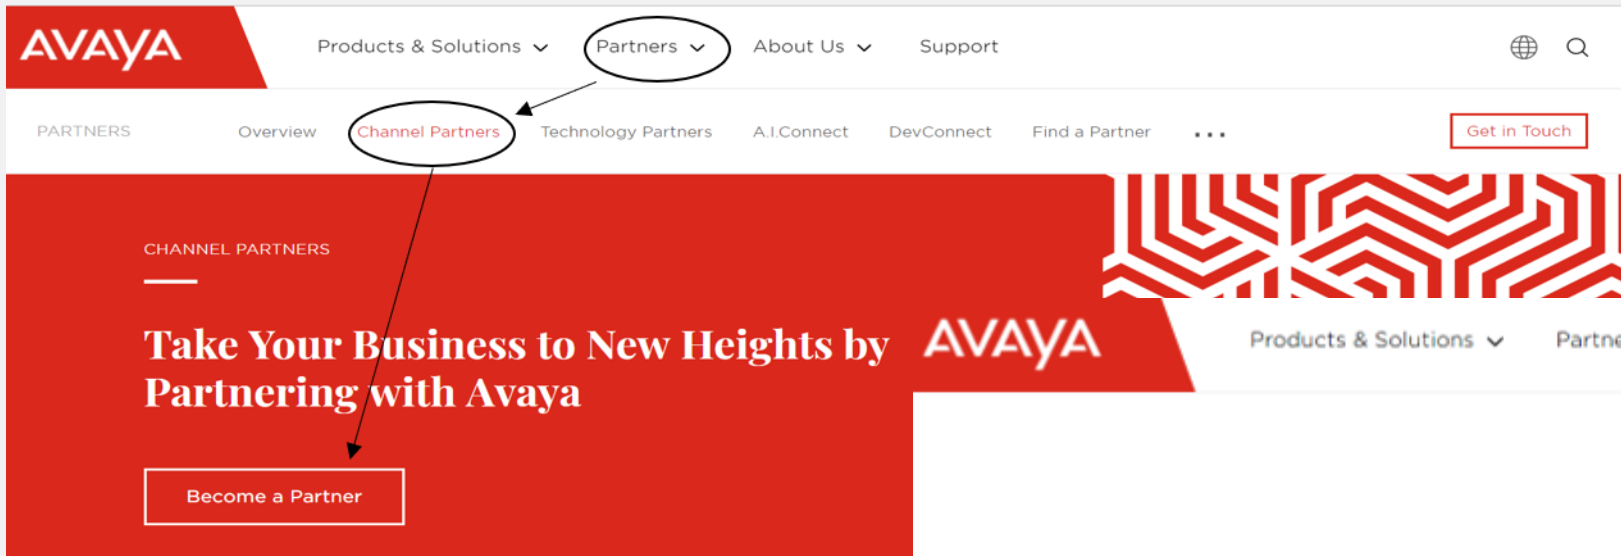 AVAYA Products & Solutions Partners About Us Support
PARTNERS Overview Channel Partners Technology Partners A.I.Connect DevConnect Find a Partner ... Get in Touch
CHANNEL PARTNERS
Take Your Business to New Heights by
Partnering with Avaya
Become a Partner
AVAYA Products & Solutions Partne